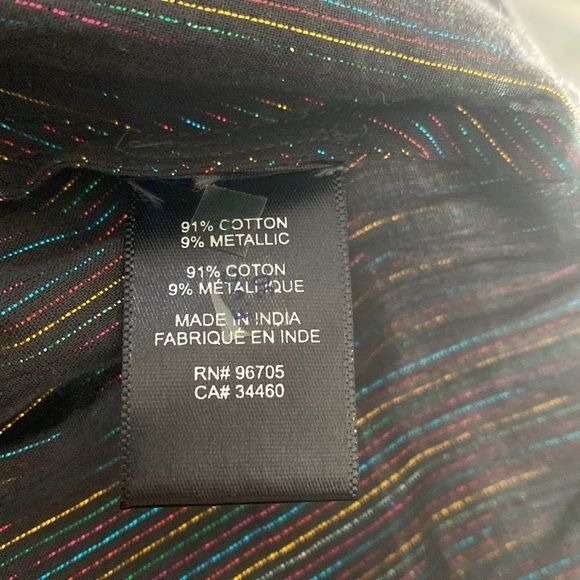 91% COTTON
9% METALLIC
91% COTON
9% MÉTALLIQUE
MADE IN INDIA
FABRIQUÉ EN INDE
RN# 96705
CA# 34460